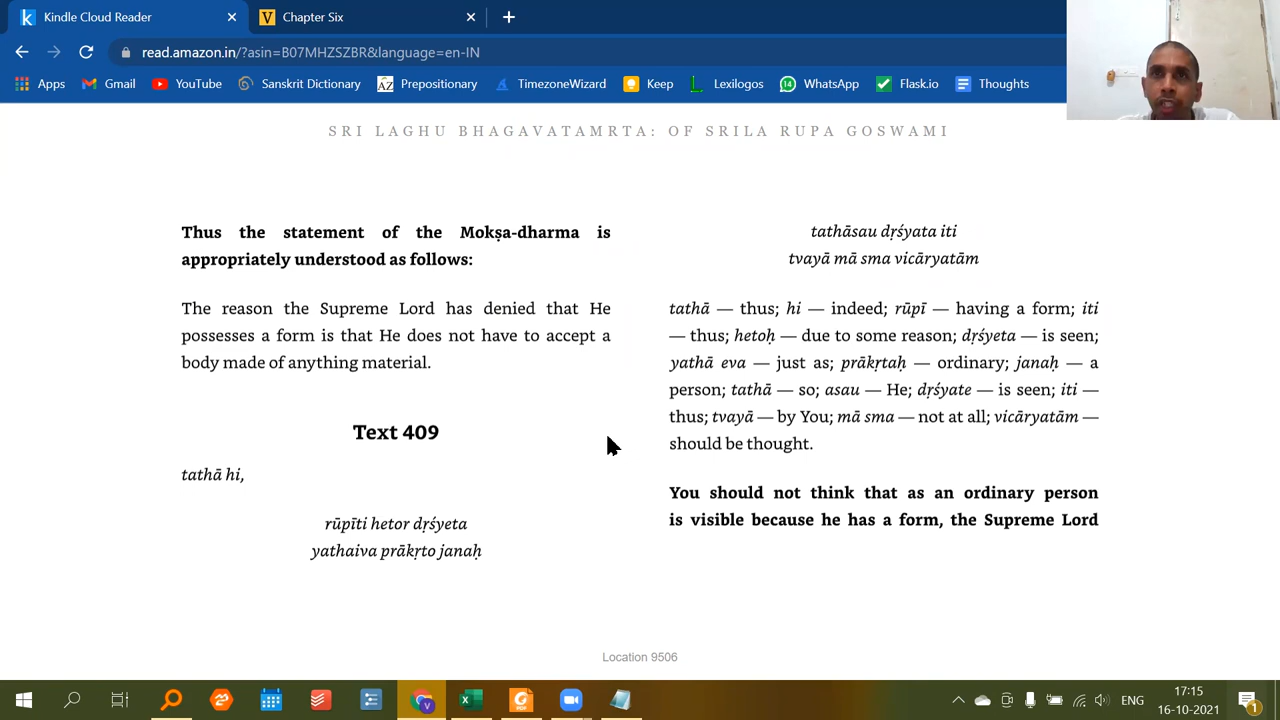 Kindle Cloud Reader
Chapter Six
read.amazon.in/?asin=B07MHZSZBR&language=en-IN
Apps Gmail YouTube Sanskrit Dictionary Prepositionary TimezoneWizard Keep Lexilogos WhatsApp Flask.io Thoughts
SRI LAGHU BHAGAVATAMRTA: OF SRILA RUPA GOSWAMI
Thus the statement of the Mokṣa-dharma is
appropriately understood as follows:
The reason the Supreme Lord has denied that He
possesses a form is that He does not have to accept a
body made of anything material.
Text 409
tathā hi,
rūpīti hetor dṛśyeta
yathaiva prākṛto janaḥ
tathāsau dṛśyata iti
tvayā mā sma vicāryatām
tathā — thus; hi — indeed; rūpī — having a form; iti
— thus; hetoḥ — due to some reason; dṛśyeta — is seen;
yathā eva — just as; prākṛtaḥ — ordinary; janaḥ — a
person; tathā — so; asau — He; dṛśyate — is seen; iti —
thus; tvayā — by You; mā sma — not at all; vicāryatām —
should be thought.
You should not think that as an ordinary person
is visible because he has a form, the Supreme Lord
Location 9506
ENG
17:15
16-10-2021